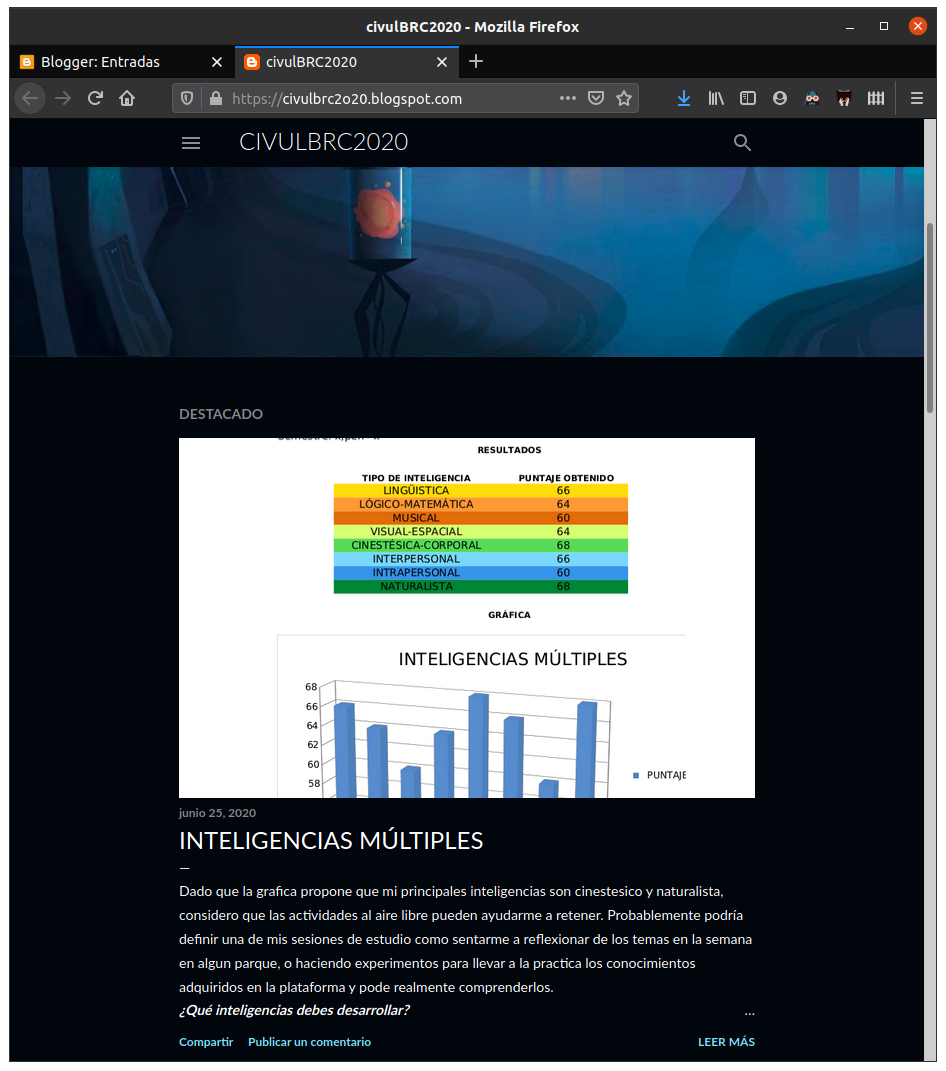 civulBRC2020 - Mozilla Firefox
Blogger: Entradas
civulBRC2020
https://civulbrc2o20.blogspot.com
CIVULBRC2020
DESTACADO
RESULTADOS
TIPO DE INTELIGENCIA PUNTAJE OBTENIDO
LINGÜISTICA 66
LÓGICO-MATEMÁTICA 64
MUSICAL 60
VISUAL-ESPACIAL 64
CINESTÉSICA-CORPORAL 68
INTERPERSONAL 66
INTRAPERSONAL 60
NATURALISTA 68
GRÁFICA
INTELIGENCIAS MÚLTIPLES
68
66
64
62
60
58
PUNTAJE
junio 25, 2020
INTELIGENCIAS MÚLTIPLES
Dado que la grafica propone que mi principales inteligencias son cinestesico y naturalista,
considero que las actividades al aire libre pueden ayudarme a retener. Probablemente podría
definir una de mis sesiones de estudio como sentarme a reflexionar de los temas en la semana
en algun parque, o haciendo experimentos para llevar a la practica los conocimientos
adquiridos en la plataforma y pode realmente comprenderlos.
¿Qué inteligencias debes desarrollar? ...
Compartir Publicar un comentario LEER MÁS